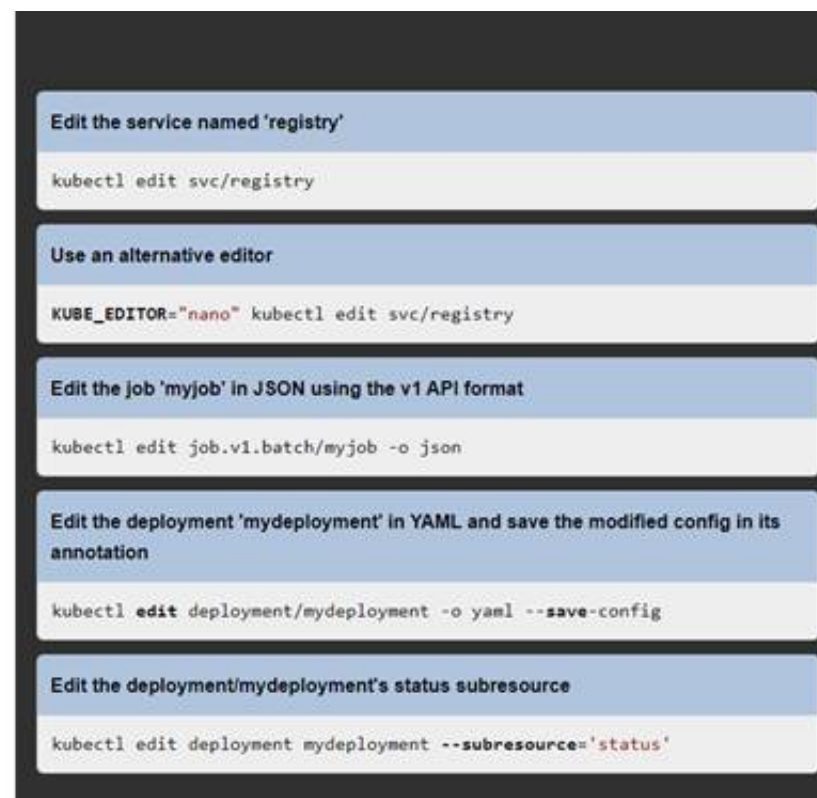 Edit the service named 'registry'
kubectl edit svc/registry
Use an alternative editor
KUBE_EDITOR="nano" kubectl edit svc/registry
Edit the job 'myjob' in JSON using the v1 API format
kubectl edit job.v1.batch/myjob -o json
Edit the deployment 'mydeployment' in YAML and save the modified config in its
annotation
kubectl edit deployment/mydeployment -o yaml --save-config
Edit the deployment/mydeployment's status subresource
kubectl edit deployment mydeployment --subresource='status'